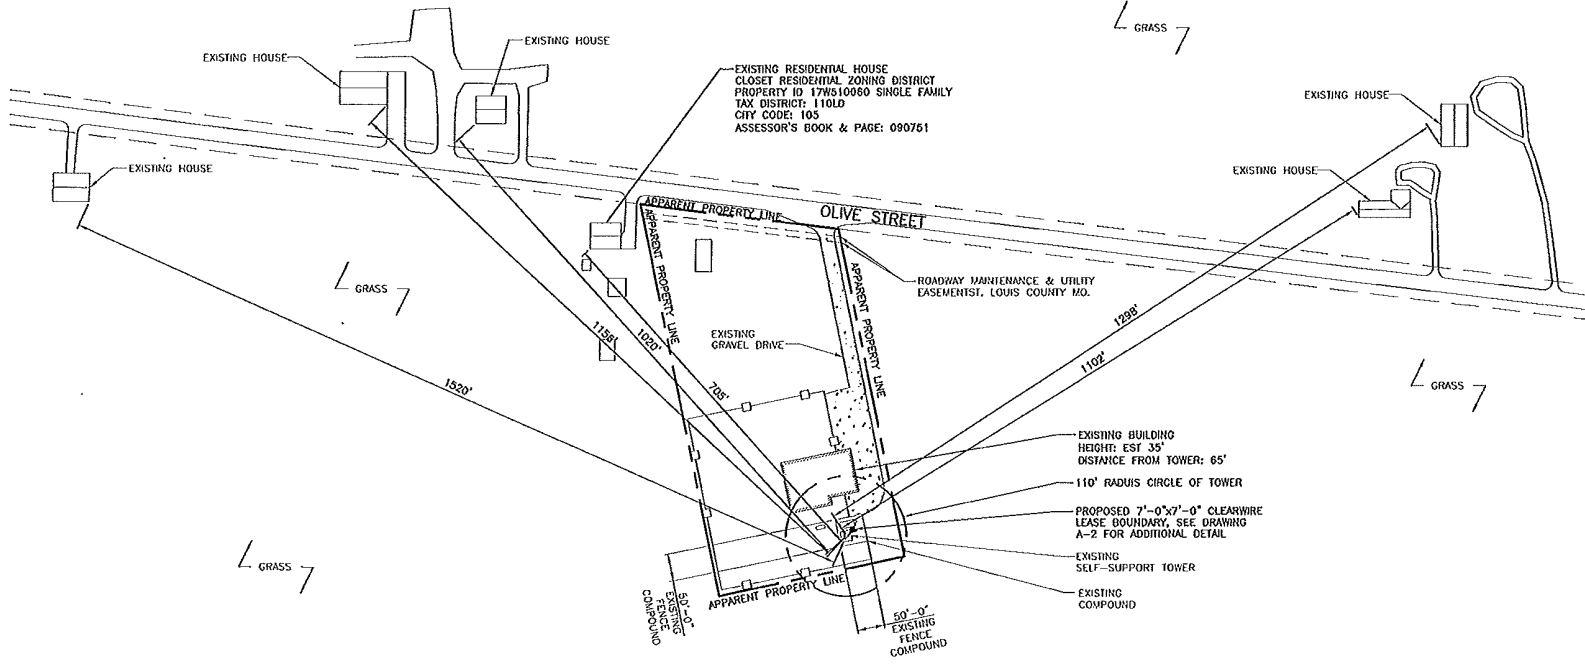 GRASS
EXISTING HOUSE
EXISTING HOUSE
EXISTING RESIDENTIAL HOUSE
CLOSET RESIDENTIAL ZONING DISTRICT
PROPERTY ID 17W510060 SINGLE FAMILY
TAX DISTRICT: 110LD
CITY CODE: 105
ASSESSOR'S BOOK & PAGE: 090751
EXISTING HOUSE
EXISTING HOUSE
EXISTING HOUSE
APPARENT PROPERTY LINE
OLIVE STREET
APPARENT PROPERTY LINE
APPARENT PROPERTY LINE
ROADWAY MAINTENANCE & UTILITY
EASEMENTST. LOUIS COUNTY MO.
GRASS
EXISTING
GRAVEL DRIVE
1298'
1102'
1156'
1020'
705'
1520'
GRASS
EXISTING BUILDING
HEIGHT: EST 35'
DISTANCE FROM TOWER: 65'
110' RADUIS CIRCLE OF TOWER
PROPOSED 7'-0"x7'-0" CLEARWIRE
LEASE BOUNDARY, SEE DRAWING
A-2 FOR ADDITIONAL DETAIL
EXISTING
SELF-SUPPORT TOWER
EXISTING
COMPOUND
GRASS
APPARENT PROPERTY LINE
50'-0"
EXISTING
FENCE
COMPOUND
50'-0"
EXISTING
FENCE
COMPOUND